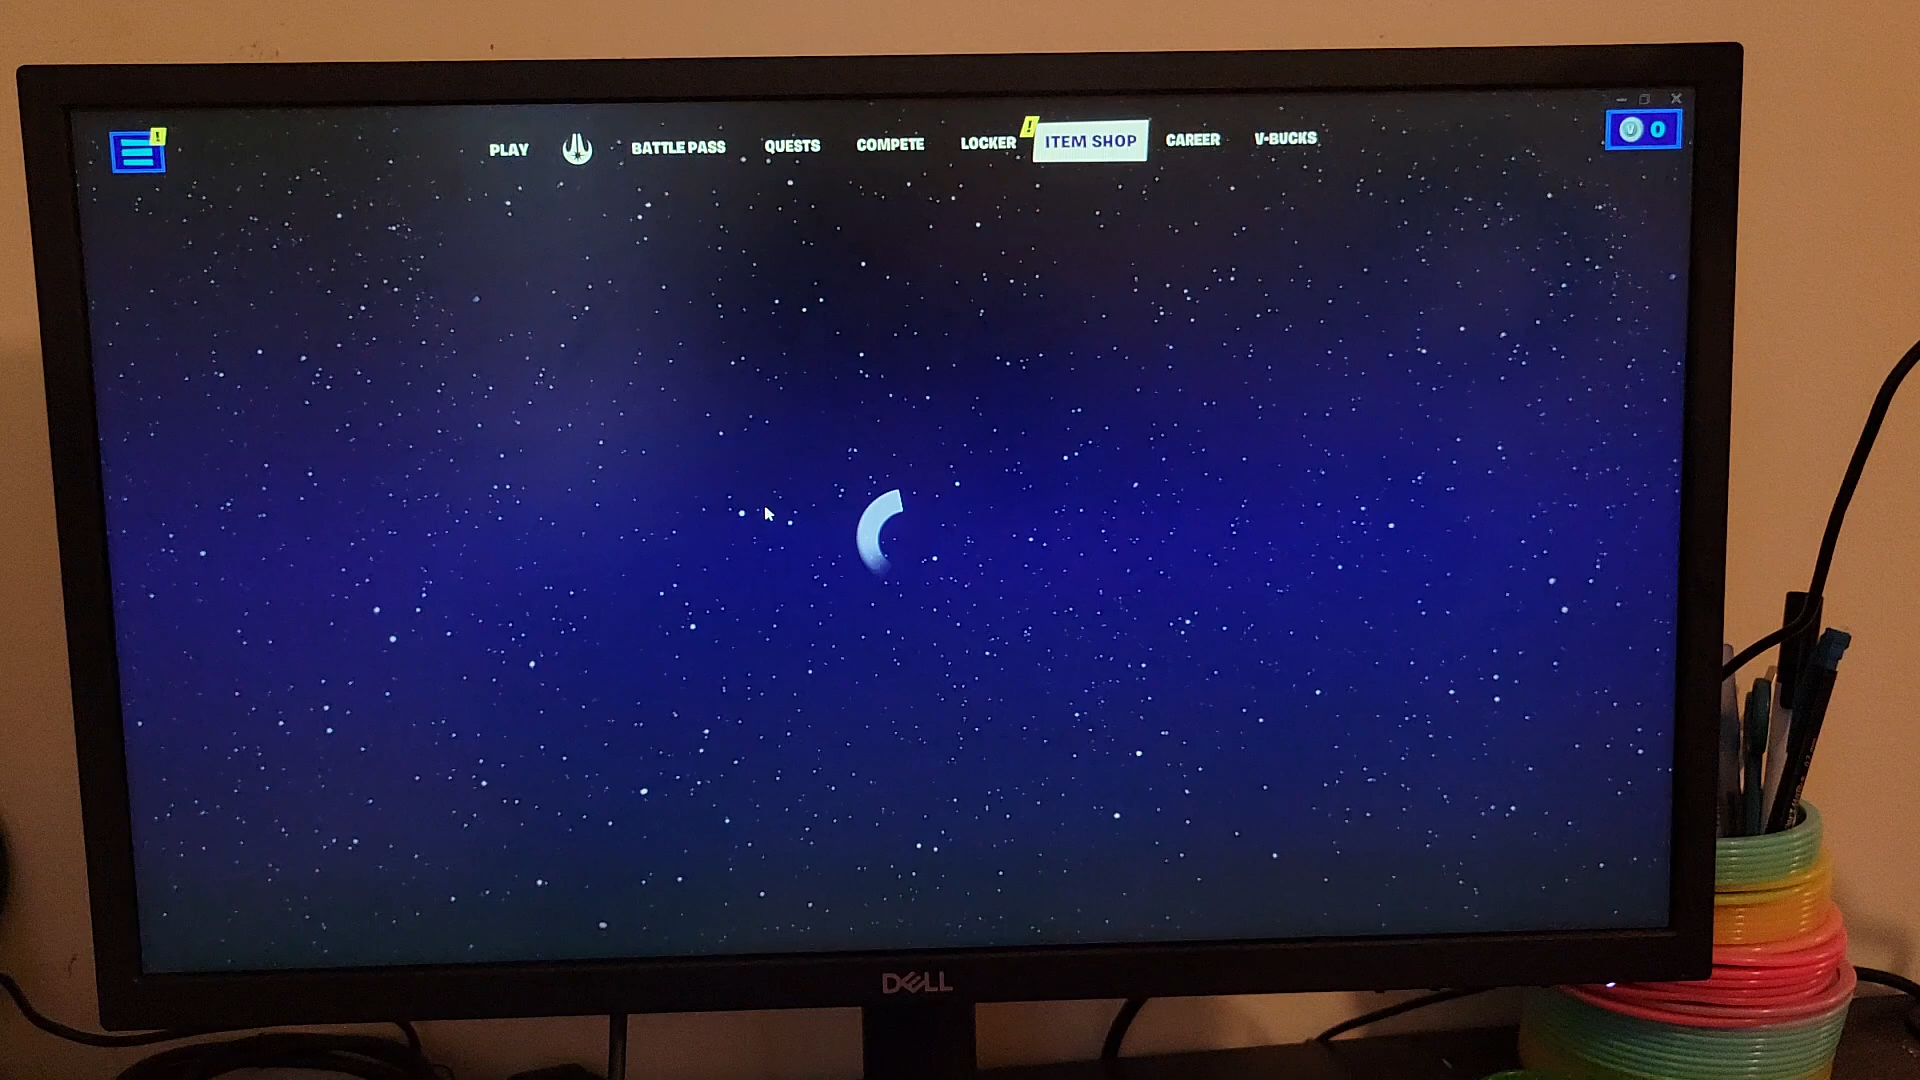 PLAY BATTLE PASS QUESTS COMPETE LOCKER ! ITEM SHOP CAREER V-BUCKS
! V 0
DELL